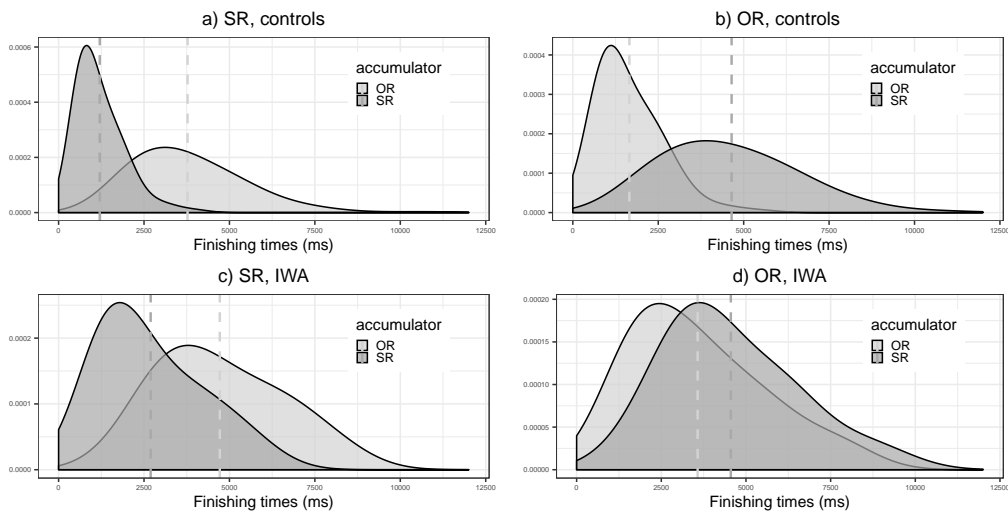 a) SR, controls
0.0006
0.0004
0.0002
0.0000
accumulator
OR
SR
0 2500 5000 7500 10000 12500
Finishing times (ms)
b) OR, controls
0.0004
0.0003
0.0002
0.0001
0.0000
accumulator
OR
SR
0 2500 5000 7500 10000 12500
Finishing times (ms)
c) SR, IWA
0.0002
0.0001
0.0000
accumulator
OR
SR
0 2500 5000 7500 10000 12500
Finishing times (ms)
d) OR, IWA
0.00020
0.00015
0.00010
0.00005
0.00000
accumulator
OR
SR
0 2500 5000 7500 10000 12500
Finishing times (ms)